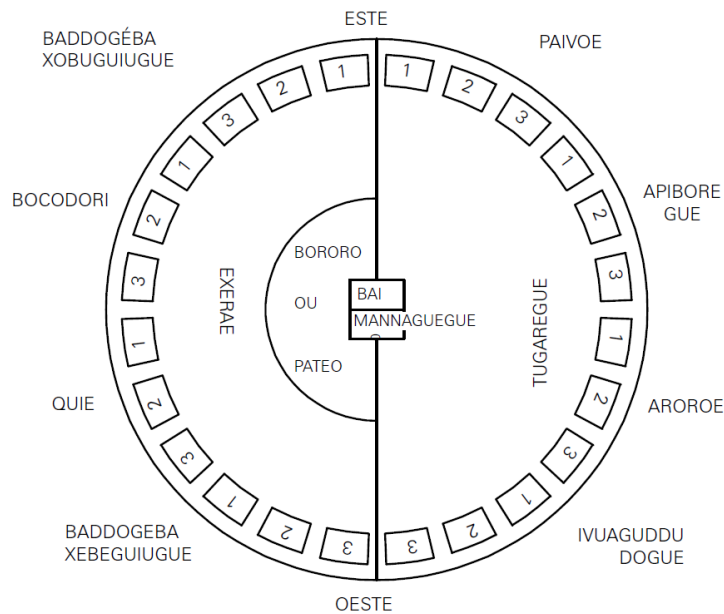 ESTE
BADDOGÉBA
XOBUGUIUGUE
PAIVOE
1
1
2
2
3
3
1
1
BOCODORI
APIBORE
GUE
2
2
3
3
BORORO
OU
PATEO
EXERAE
BAI
MANNAGUEGUE
TUGAREGUE
1
1
QUIE
AROROE
2
2
3
3
1
1
2
2
3
3
BADDOGEBA
XEBEGUIUGUE
IVUAGUDDU
DOGUE
OESTE